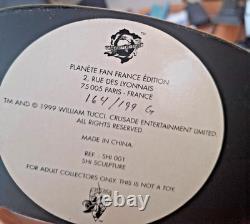 PLANÈTE FAN FRANCE ÉDITION
2, RUE DES LYONNAIS
75 005 PARIS - FRANCE
164/199 G
TM AND © 1999 WILLIAM TUCCI. CRUSADE ENTERTAINMENT LIMITED.
ALL RIGHTS RESERVED.
MADE IN CHINA
REF : SHI 001
SHI SCULPTURE
FOR ADULT COLLECTORS ONLY. THIS IS NOT A TOY.